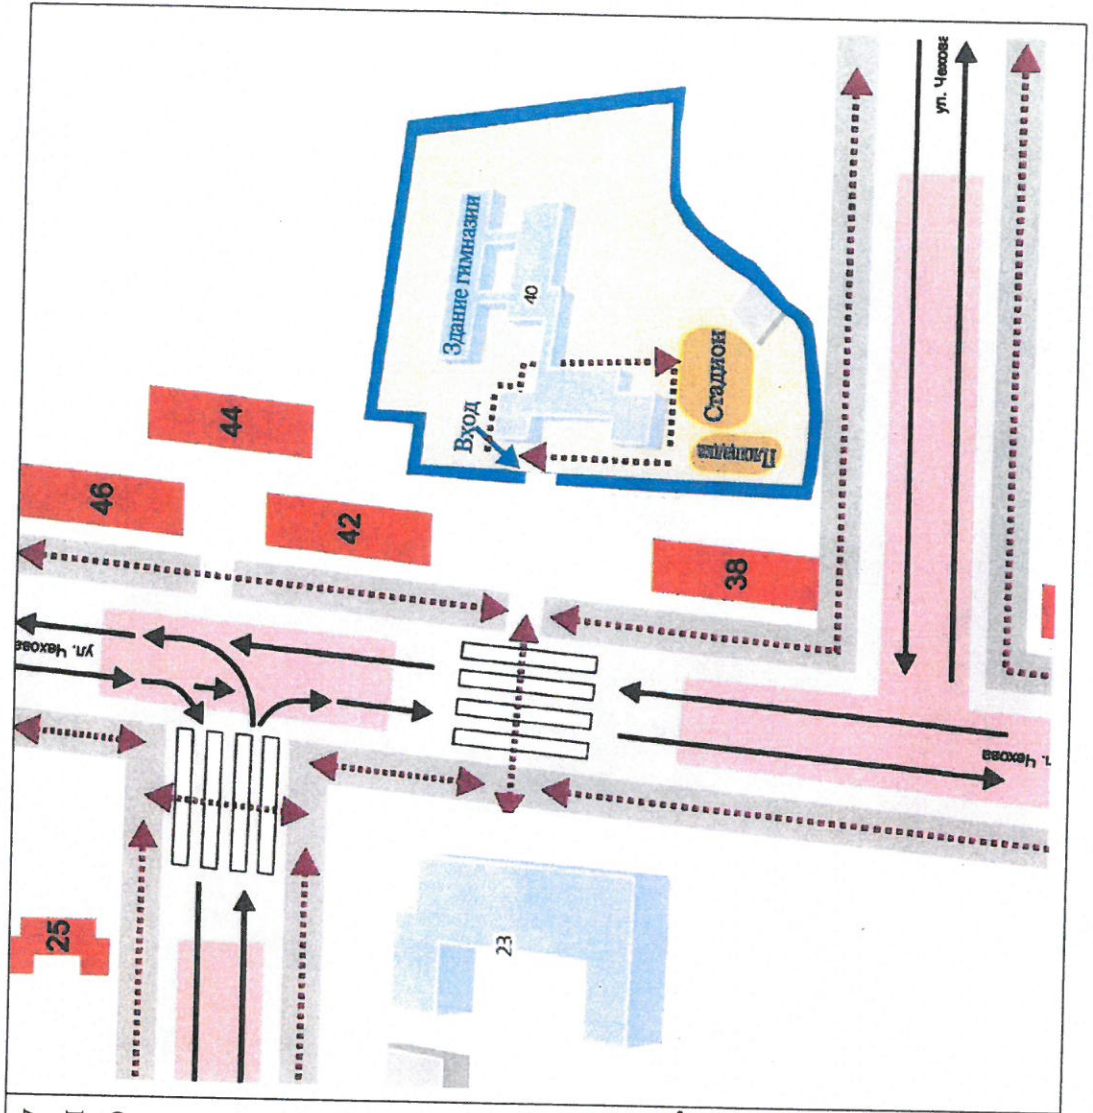 ул. Чехова
Здание гимназии
40
Вход
Стадион
Площадка
44
46
42
38
ул. Чехова
. Чехова
25
23